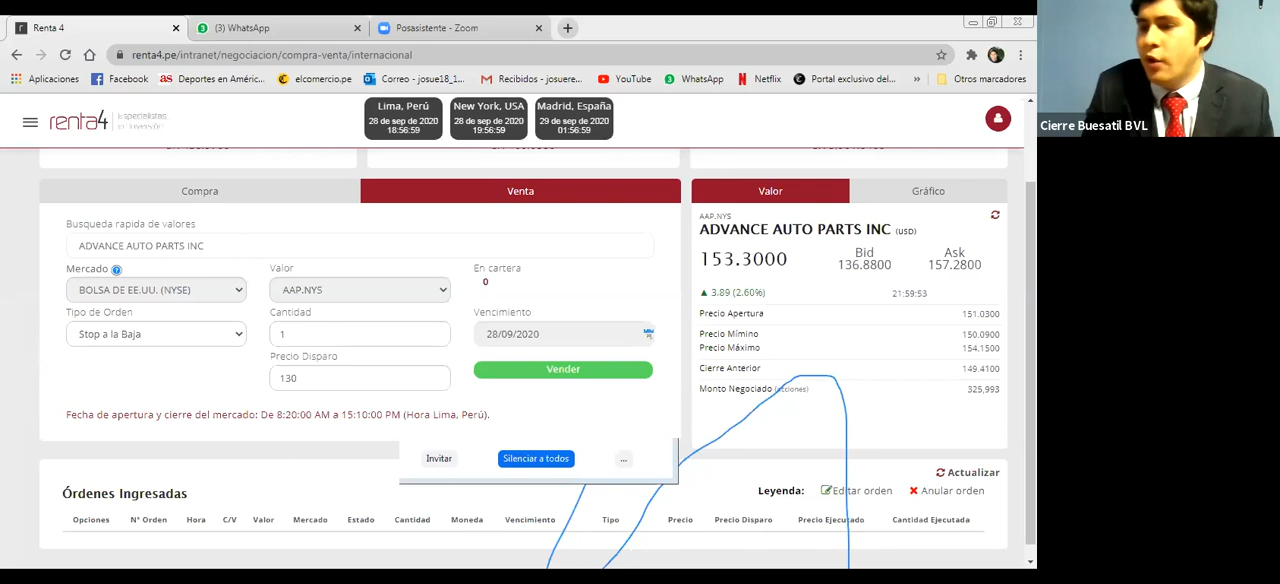 Renta 4
(3) WhatsApp
Posasistente - Zoom
renta4.pe/intranet/negociacion/compra-venta/internacional
Aplicaciones
Facebook
as Deportes en Améric...
elcomercio.pe
Correo - josue18_1...
Recibidos - josuere...
YouTube
WhatsApp
Netflix
Portal exclusivo del...
»
Otros marcadores
renta4
Especialistas en inversión
Lima, Perú
28 de sep de 2020
18:56:59
New York, USA
28 de sep de 2020
19:56:59
Madrid, España
29 de sep de 2020
01:56:59
Cierre Buesatil BVL
Compra
Venta
Valor
Gráfico
Busqueda rapida de valores
ADVANCE AUTO PARTS INC
Mercado ?
BOLSA DE EE.UU. (NYSE)
Valor
AAP.NYS
En cartera
0
Tipo de Orden
Stop a la Baja
Cantidad
1
Vencimiento
28/09/2020
Precio Disparo
130
Vender
Fecha de apertura y cierre del mercado: De 8:20:00 AM a 15:10:00 PM (Hora Lima, Perú).
AAP.NYS
ADVANCE AUTO PARTS INC (USD)
153.3000
Bid
136.8800
Ask
157.2800
▲ 3.89 (2.60%)
21:59:53
Precio Apertura 151.0300
Precio Mímino 150.0900
Precio Máximo 154.1500
Cierre Anterior 149.4100
Monto Negociado (acciones) 325,993
Invitar
Silenciar a todos
...
Actualizar
Órdenes Ingresadas
Leyenda: Editar orden Anular orden
Opciones N° Orden Hora C/V Valor Mercado Estado Cantidad Moneda Vencimiento Tipo Precio Precio Disparo Precio Ejecutado Cantidad Ejecutada